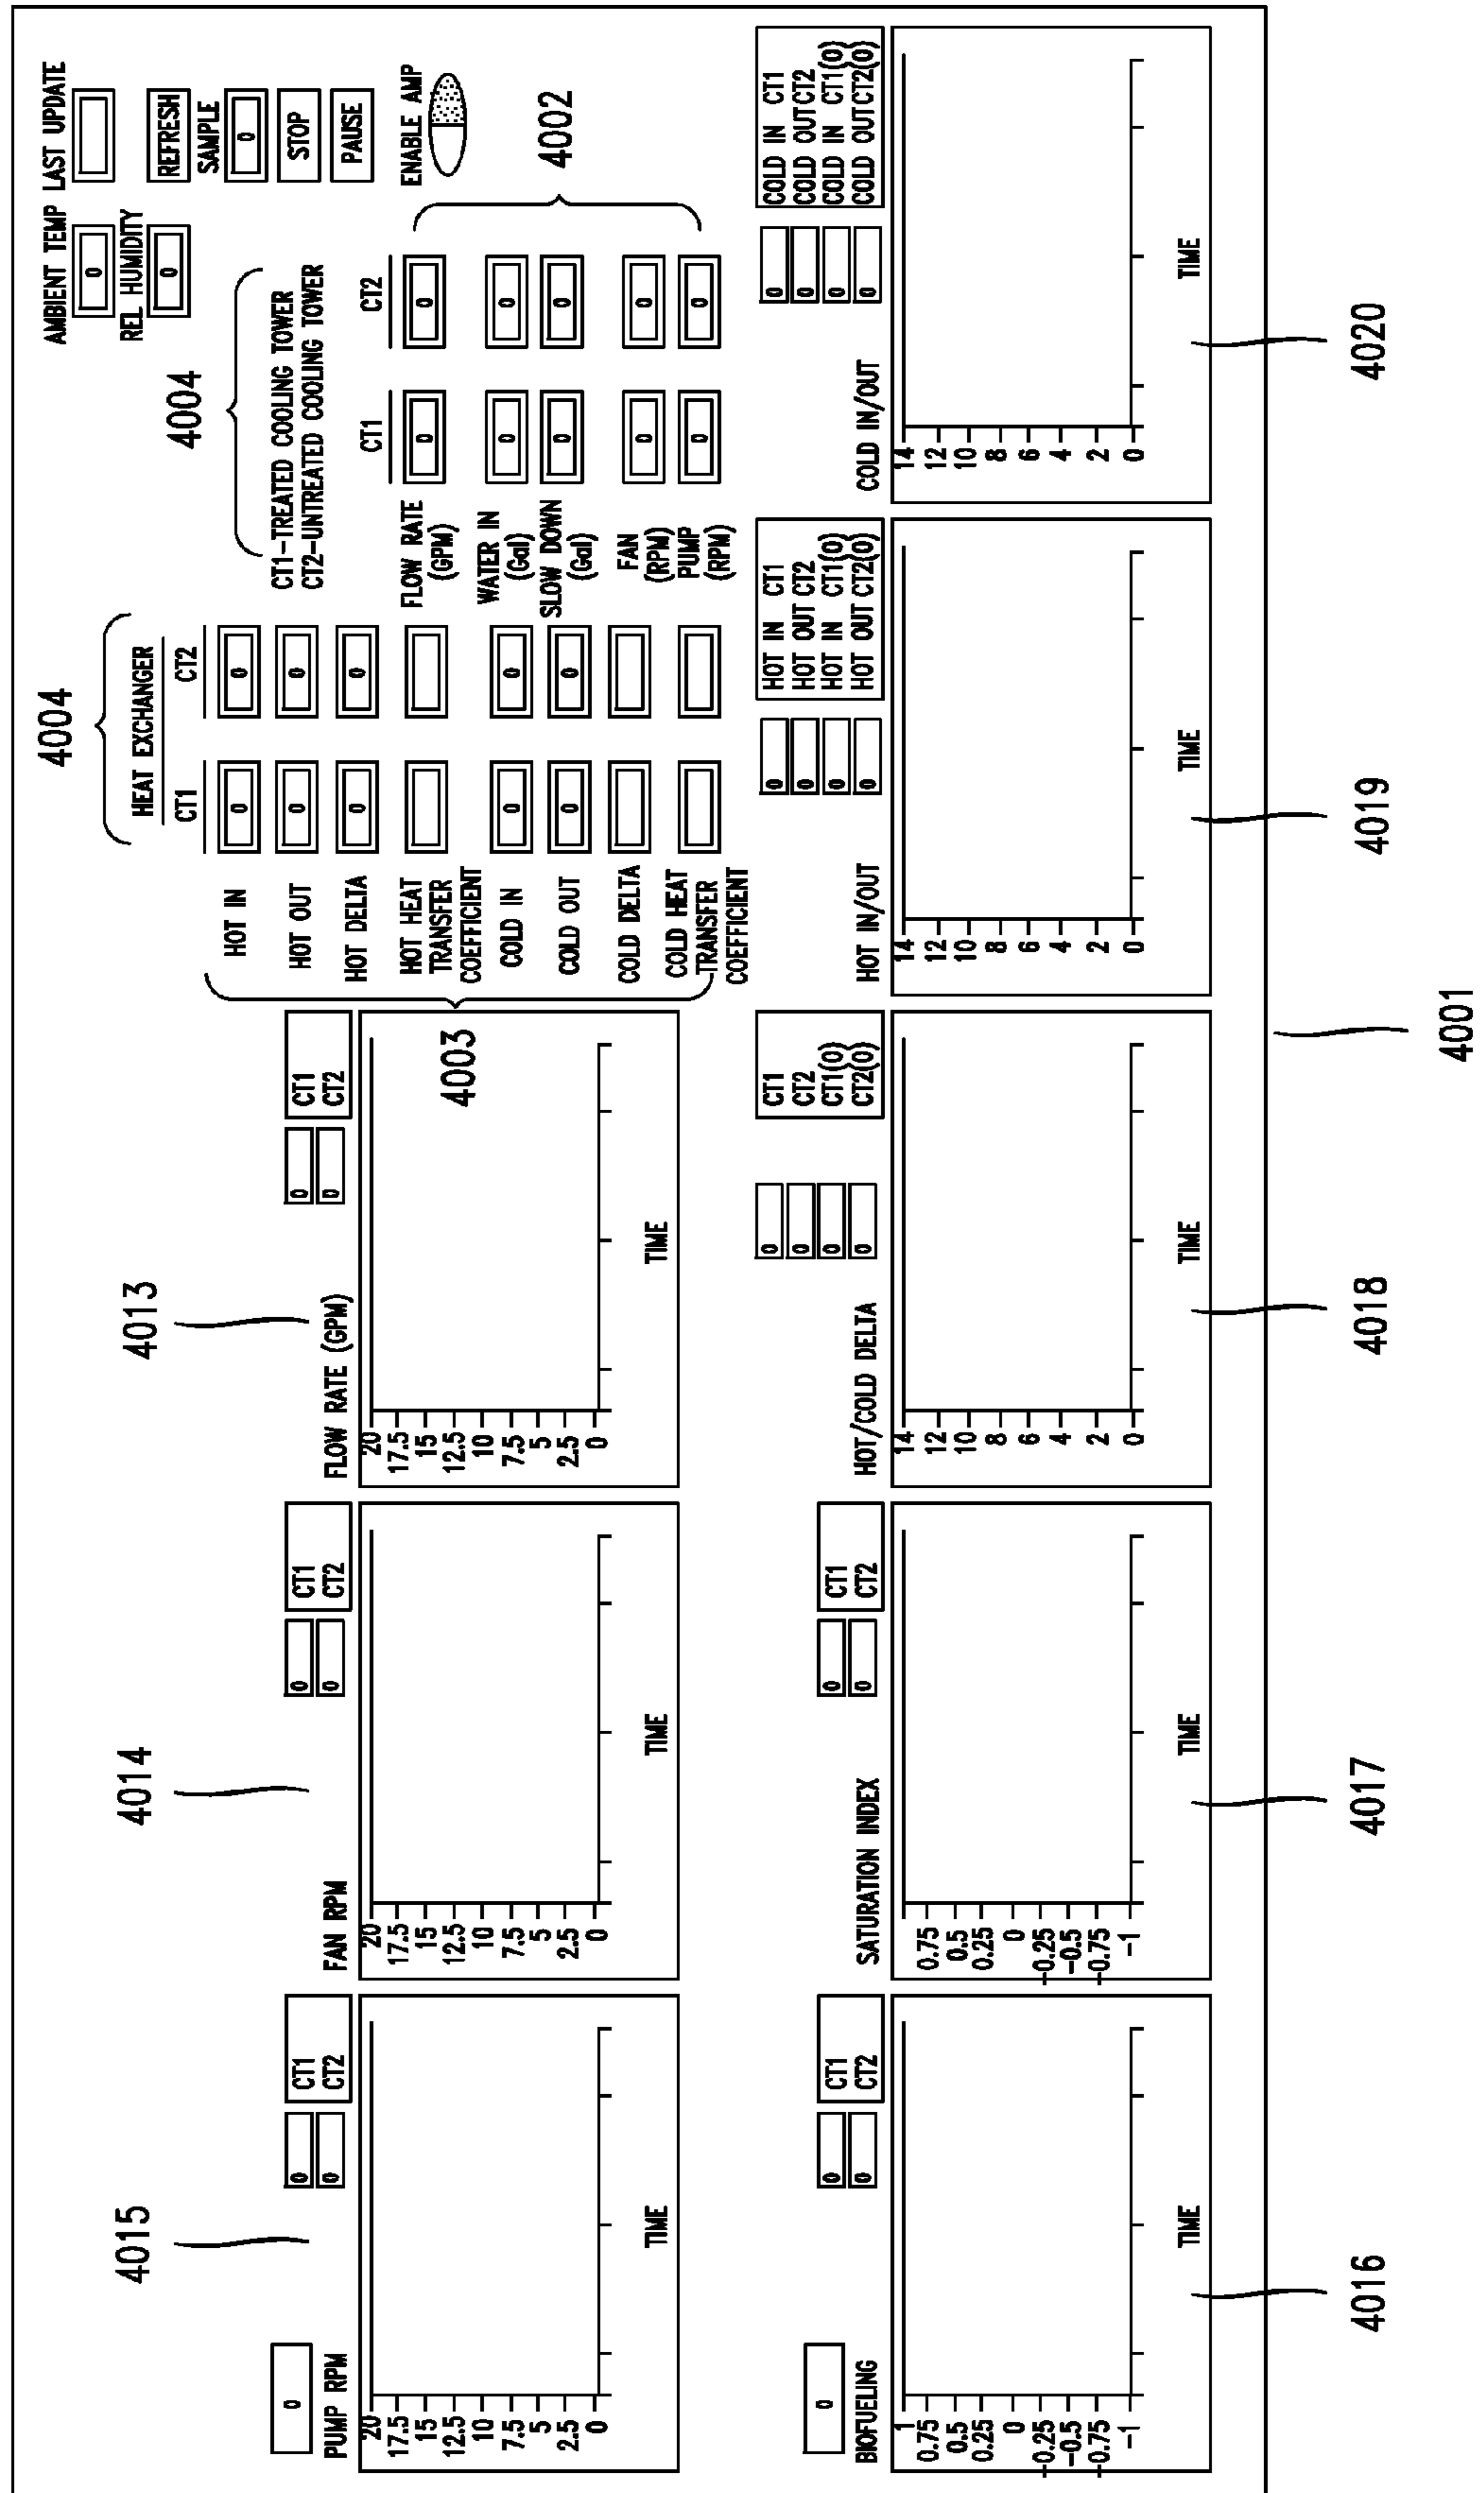 4015
4014
4013
4004
4004
4003
4002
AMBIENT TEMP
0
LAST UPDATE
REL HUMIDITY
0
REFRESH
SAMPLE
0
STOP
PAUSE
ENABLE AMP
CT1-TREATED COOLING TOWER
CT2-UNTREATED COOLING TOWER
CT1 CT2
FLOW RATE (GPM) 0 0
WATER IN (Gal) 0 0
SLOW DOWN (Gal) 0 0
FAN (RPM) 0 0
PUMP (RPM) 0 0
HEAT EXCHANGER
CT1 CT2
HOT IN 0 0
HOT OUT 0 0
HOT DELTA 0 0
HOT HEAT
TRANSFER
COEFFICIENT
COLD IN 0 0
COLD OUT 0 0
COLD DELTA
COLD HEAT
TRANSFER
COEFFICIENT
0
PUMP RPM
0 CT1
0 CT2
20
17.5
15
12.5
10
7.5
5
2.5
0
TIME
FAN RPM
0 CT1
0 CT2
20
17.5
15
12.5
10
7.5
5
2.5
0
TIME
FLOW RATE (GPM)
0 CT1
0 CT2
20
17.5
15
12.5
10
7.5
5
2.5
0
TIME
0
BIOFUELING
0 CT1
0 CT2
1
0.75
0.5
0.25
0
-0.25
-0.5
-0.75
-1
TIME
SATURATION INDEX
0 CT1
0 CT2
0.75
0.5
0.25
0
-0.25
-0.5
-0.75
-1
TIME
HOT/COLD DELTA
0 CT1
0 CT2
0 CT1(0)
0 CT2(0)
14
12
10
8
6
4
2
0
TIME
HOT IN/OUT
0 HOT IN CT1
0 HOT OUT CT2
0 HOT IN CT1(0)
0 HOT OUT CT2(0)
14
12
10
8
6
4
2
0
TIME
COLD IN/OUT
0 COLD IN CT1
0 COLD OUT CT2
0 COLD IN CT1(0)
0 COLD OUT CT2(0)
14
12
10
8
6
4
2
0
TIME
4016
4017
4018
4019
4020
4001